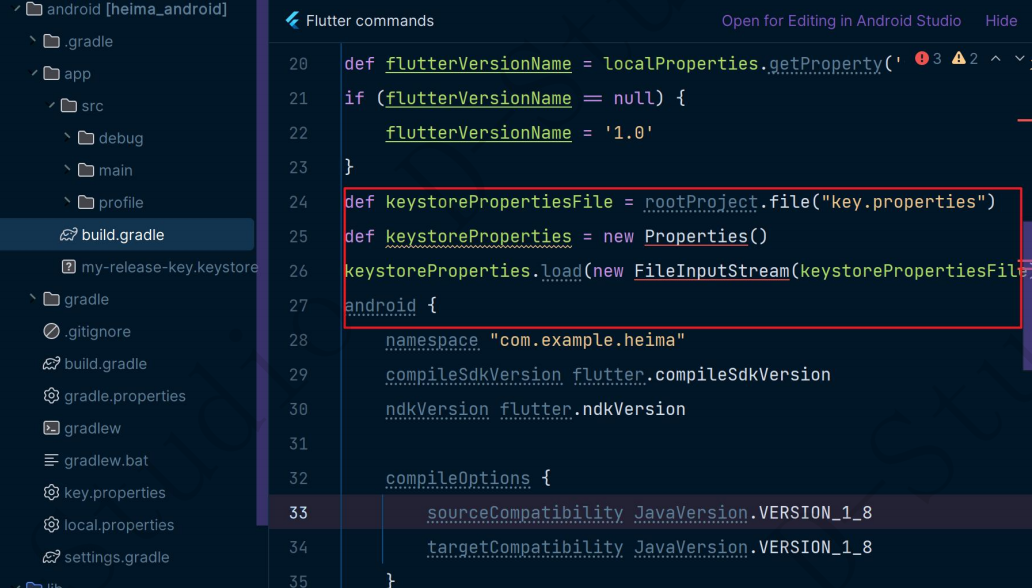 android [heima_android]
.gradle
app
src
debug
main
profile
build.gradle
my-release-key.keystore
gradle
.gitignore
build.gradle
gradle.properties
gradlew
gradlew.bat
key.properties
local.properties
settings.gradle
lib
Flutter commands
Open for Editing in Android Studio Hide
3 2
20 def flutterVersionName = localProperties.getProperty('
21 if (flutterVersionName == null) {
22 flutterVersionName = '1.0'
23 }
24 def keystorePropertiesFile = rootProject.file("key.properties")
25 def keystoreProperties = new Properties()
26 keystoreProperties.load(new FileInputStream(keystorePropertiesFile
27 android {
28 namespace "com.example.heima"
29 compileSdkVersion flutter.compileSdkVersion
30 ndkVersion flutter.ndkVersion
31
32 compileOptions {
33 sourceCompatibility JavaVersion.VERSION_1_8
34 targetCompatibility JavaVersion.VERSION_1_8
35 }